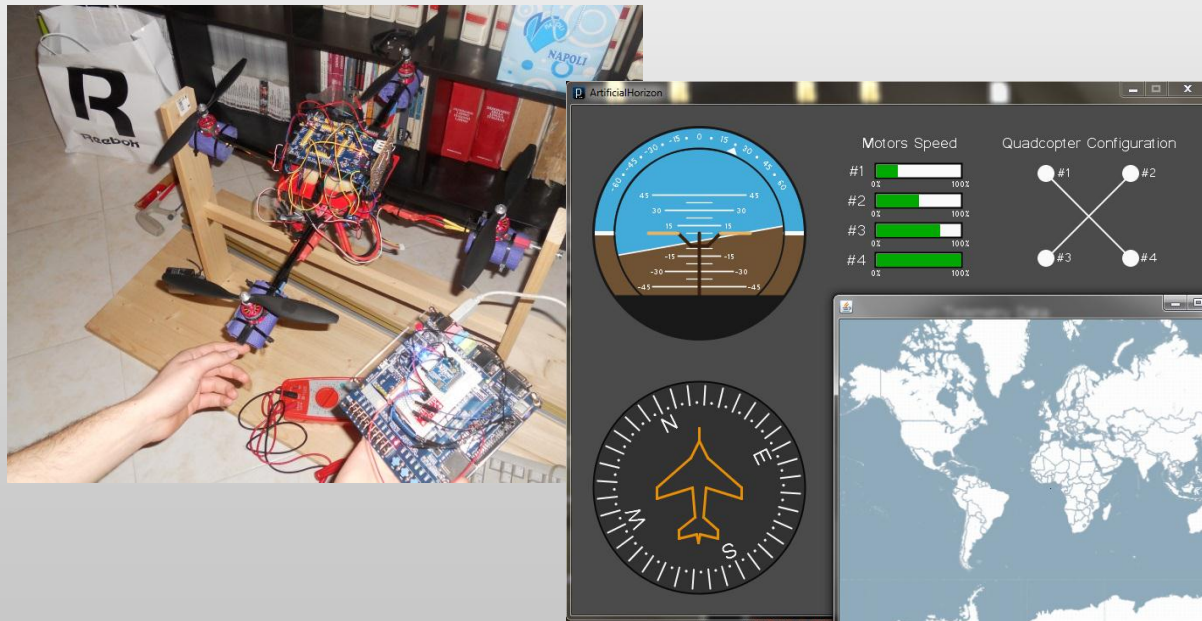 R
Reebok
NAPOLI
ArtificialHorizon
-60 -45 -30 -15 0 15 30 45 60
45 45
30 30
15 15
-15 -15
-30 -30
-45 -45
Motors Speed
#1
0% 100%
#2
0% 100%
#3
0% 100%
#4
0% 100%
Quadcopter Configuration
#1 #2
#3 #4
N
E
W
S